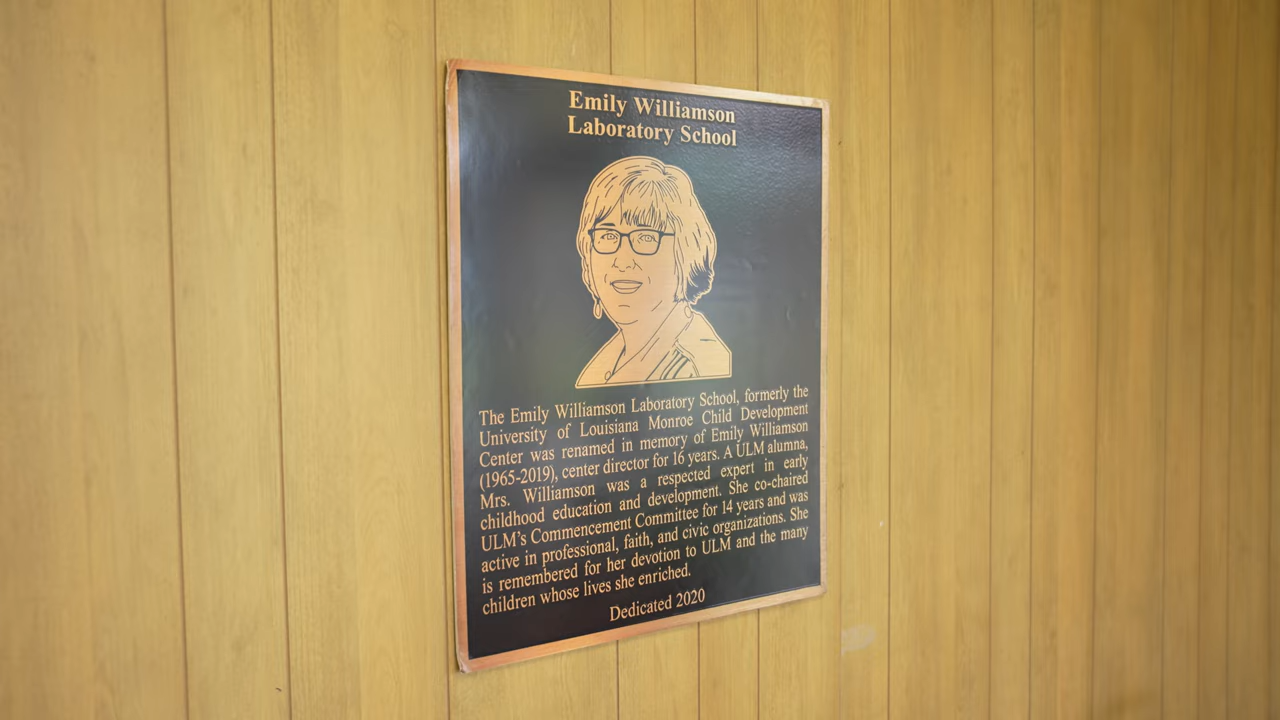 Emily Williamson
Laboratory School
The Emily Williamson Laboratory School, formerly the
University of Louisiana Monroe Child Development
Center was renamed in memory of Emily Williamson
(1965-2019), center director for 16 years. A ULM alumna,
Mrs. Williamson was a respected expert in early
childhood education and development. She co-chaired
ULM's Commencement Committee for 14 years and was
active in professional, faith, and civic organizations. She
is remembered for her devotion to ULM and the many
children whose lives she enriched.
Dedicated 2020